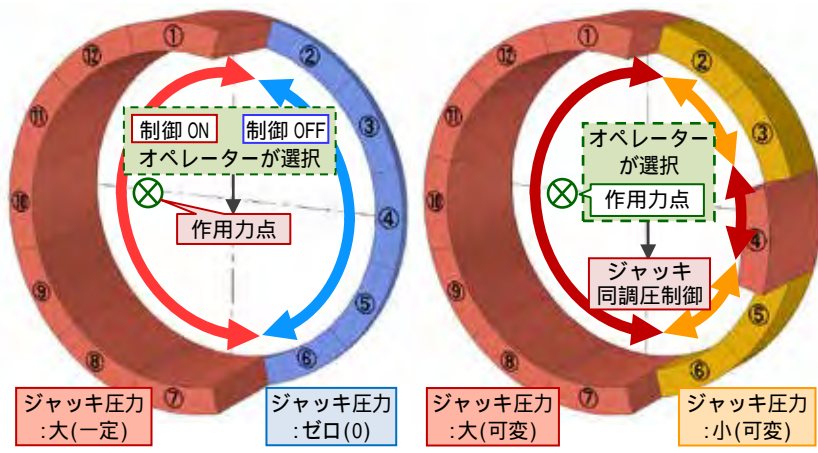 ①
②
③
④
⑤
⑥
⑦
⑧
⑨
⑩
⑪
⑫
制御 ON
制御 OFF
オペレーターが選択
作用力点
ジャッキ圧力
:大(一定)
ジャッキ圧力
:ゼロ(0)
①
②
③
④
⑤
⑥
⑦
⑧
⑨
⑩
⑪
⑫
オペレーター
が選択
作用力点
ジャッキ
同調圧制御
ジャッキ圧力
:大(可変)
ジャッキ圧力
:小(可変)